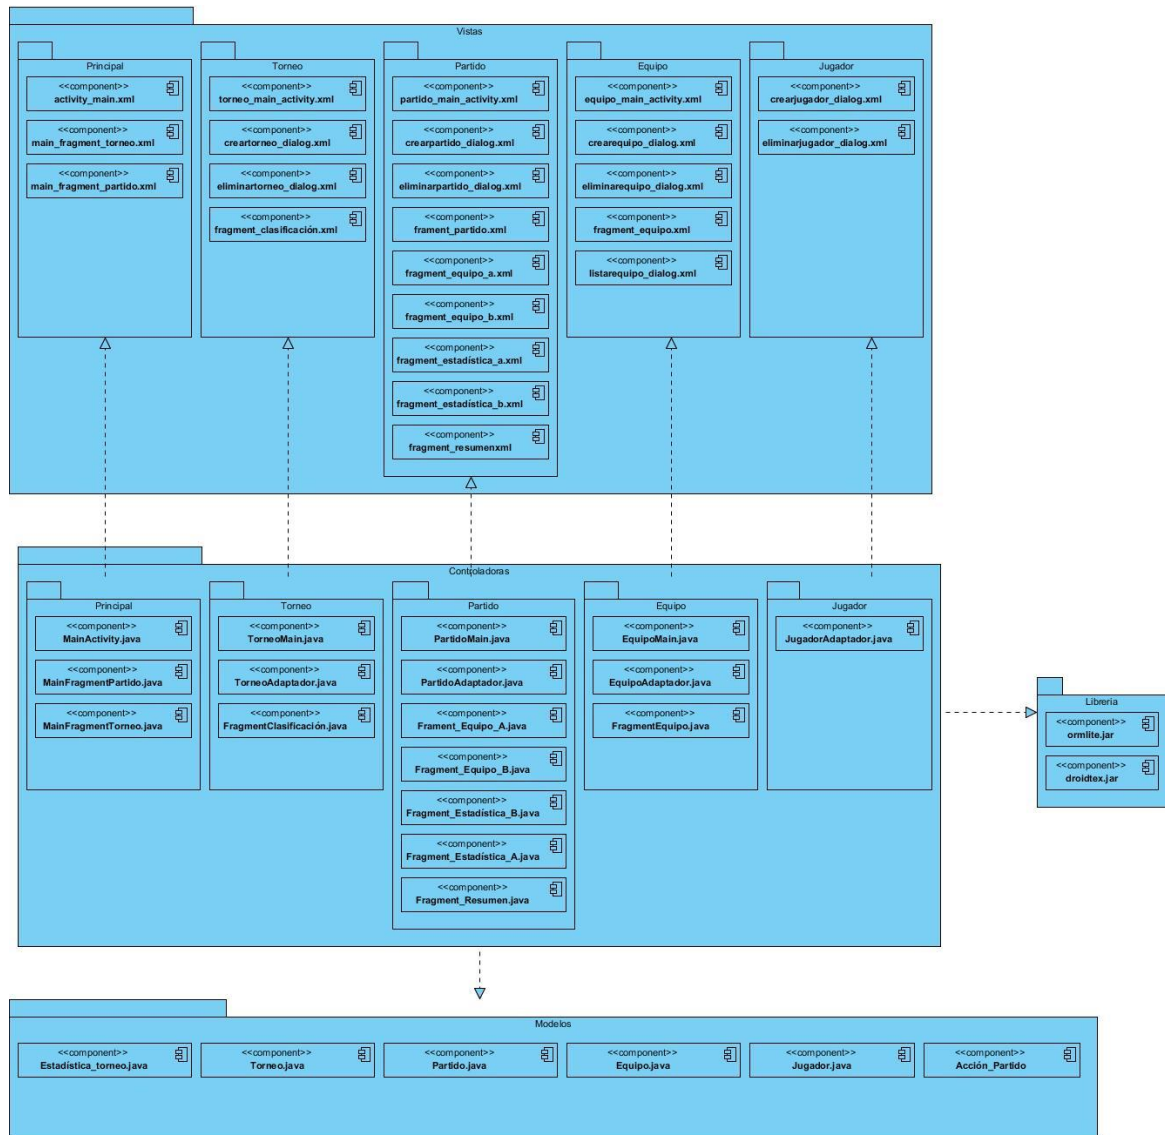 Vistas
Principal
<<component>>
activity_main.xml
<<component>>
main_fragment_torneo.xml
<<component>>
main_fragment_partido.xml
Torneo
<<component>>
torneo_main_activity.xml
<<component>>
creartorneo_dialog.xml
<<component>>
eliminartorneo_dialog.xml
<<component>>
fragment_clasificación.xml
Partido
<<component>>
partido_main_activity.xml
<<component>>
crearpartido_dialog.xml
<<component>>
eliminarpartido_dialog.xml
<<component>>
frament_partido.xml
<<component>>
fragment_equipo_a.xml
<<component>>
fragment_equipo_b.xml
<<component>>
fragment_estadística_a.xml
<<component>>
fragment_estadística_b.xml
<<component>>
fragment_resumenxml
Equipo
<<component>>
equipo_main_activity.xml
<<component>>
crearequipo_dialog.xml
<<component>>
eliminarequipo_dialog.xml
<<component>>
fragment_equipo.xml
<<component>>
listarequipo_dialog.xml
Jugador
<<component>>
crearjugador_dialog.xml
<<component>>
eliminarjugador_dialog.xml
Controladoras
Principal
<<component>>
MainActivity.java
<<component>>
MainFragmentPartido.java
<<component>>
MainFragmentTorneo.java
Torneo
<<component>>
TorneoMain.java
<<component>>
TorneoAdaptador.java
<<component>>
FragmentClasificación.java
Partido
<<component>>
PartidoMain.java
<<component>>
PartidoAdaptador.java
<<component>>
Frament_Equipo_A.java
<<component>>
Fragment_Equipo_B.java
<<component>>
Fragment_Estadística_B.java
<<component>>
Fragment_Estadística_A.java
<<component>>
Fragment_Resumen.java
Equipo
<<component>>
EquipoMain.java
<<component>>
EquipoAdaptador.java
<<component>>
FragmentEquipo.java
Jugador
<<component>>
JugadorAdaptador.java
Libreria
<<component>>
ormlite.jar
<<component>>
droidtex.jar
Modelos
<<component>>
Estadística_torneo.java
<<component>>
Torneo.java
<<component>>
Partido.java
<<component>>
Equipo.java
<<component>>
Jugador.java
<<component>>
Acción_Partido